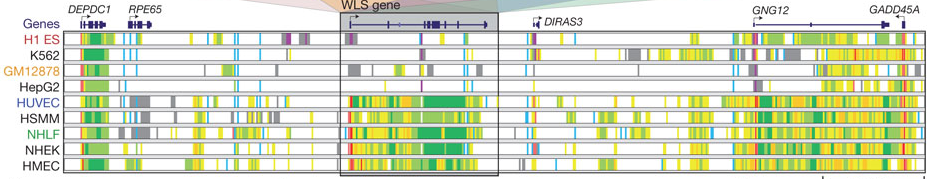 WLS gene
DEPDC1 RPE65 DIRAS3 GNG12 GADD45A
Genes
H1 ES
K562
GM12878
HepG2
HUVEC
HSMM
NHLF
NHEK
HMEC